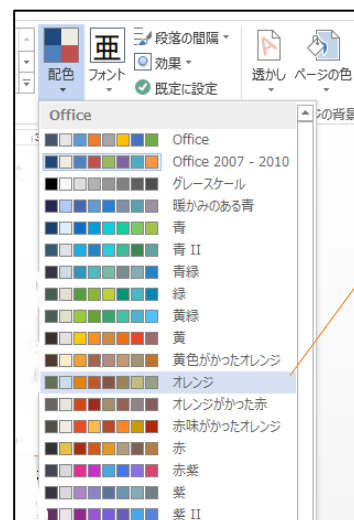 亜
段落の間隔
効果
既定に設定
配色
フォント
透かし
ページの色
Office
Office
Office 2007 - 2010
グレースケール
暖かみのある青
青
青 II
青緑
緑
黄緑
黄
黄色がかったオレンジ
オレンジ
オレンジがかった赤
赤味がかったオレンジ
赤
赤紫
紫
紫 II